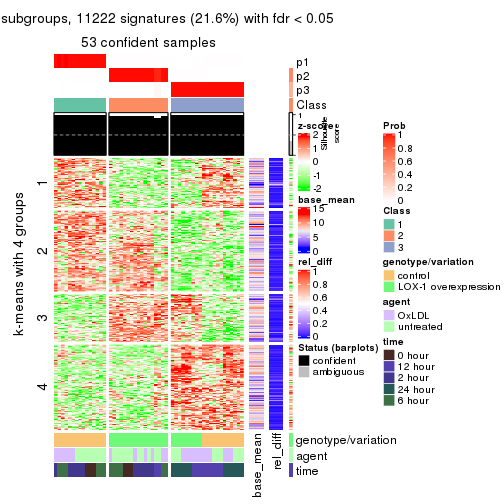 subgroups, 11222 signatures (21.6%) with fdr < 0.05
53 confident samples
p1
p2
p3
Class
1
Silhouette score
z-score
2
1
0
-1
-2
base_mean
15
10
5
0
rel_diff
1
0.8
0.6
0.4
0.2
0
Status (barplots)
confident
ambiguous
Prob
1
0.8
0.6
0.4
0.2
0
Class
1
2
3
genotype/variation
control
LOX-1 overexpression
agent
OxLDL
untreated
time
0 hour
12 hour
2 hour
24 hour
6 hour
k-means with 4 groups
1
2
3
4
genotype/variation
agent
time
base_mean
rel_diff